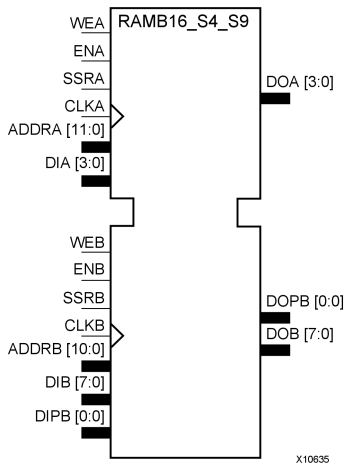 RAMB16_S4_S9
WEA
ENA
SSRA
CLKA
ADDRA [11:0]
DIA [3:0]
DOA [3:0]
WEB
ENB
SSRB
CLKB
ADDRB [10:0]
DIB [7:0]
DIPB [0:0]
DOPB [0:0]
DOB [7:0]
X10635